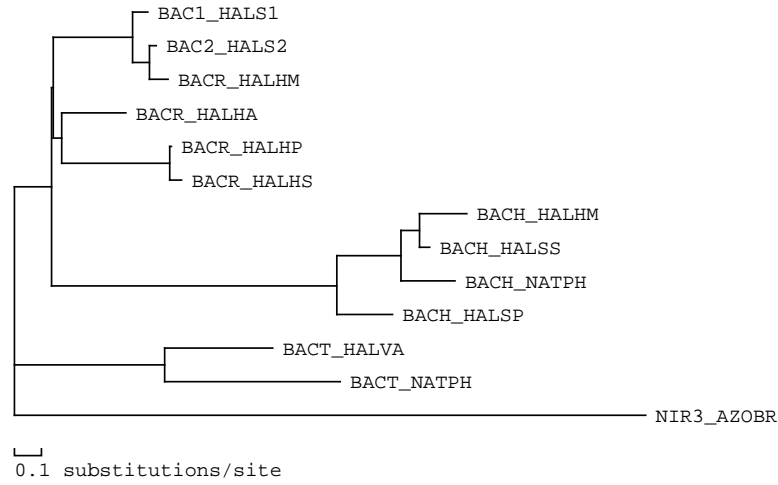 BAC1_HALS1
BAC2_HALS2
BACR_HALHM
BACR_HALHA
BACR_HALHP
BACR_HALHS
BACH_HALHM
BACH_HALSS
BACH_NATPH
BACH_HALSP
BACT_HALVA
BACT_NATPH
NIR3_AZOBR
0.1 substitutions/site